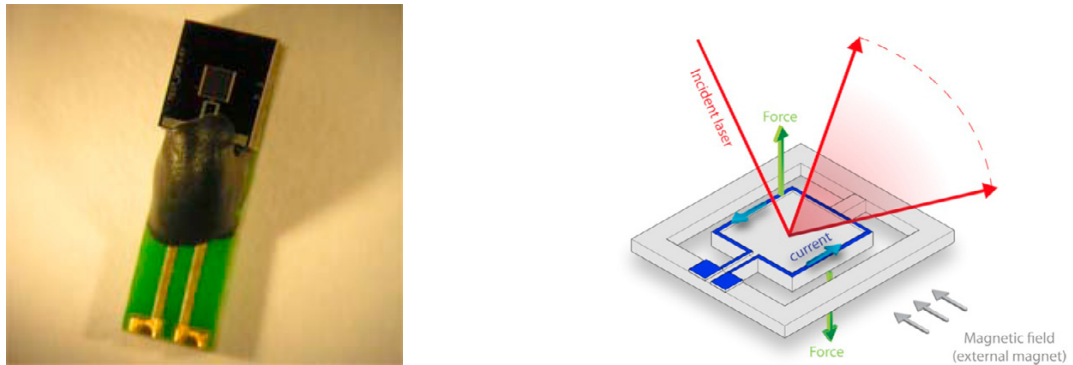 Incident laser
Force
current
Force
Magnetic field
(external magnet)